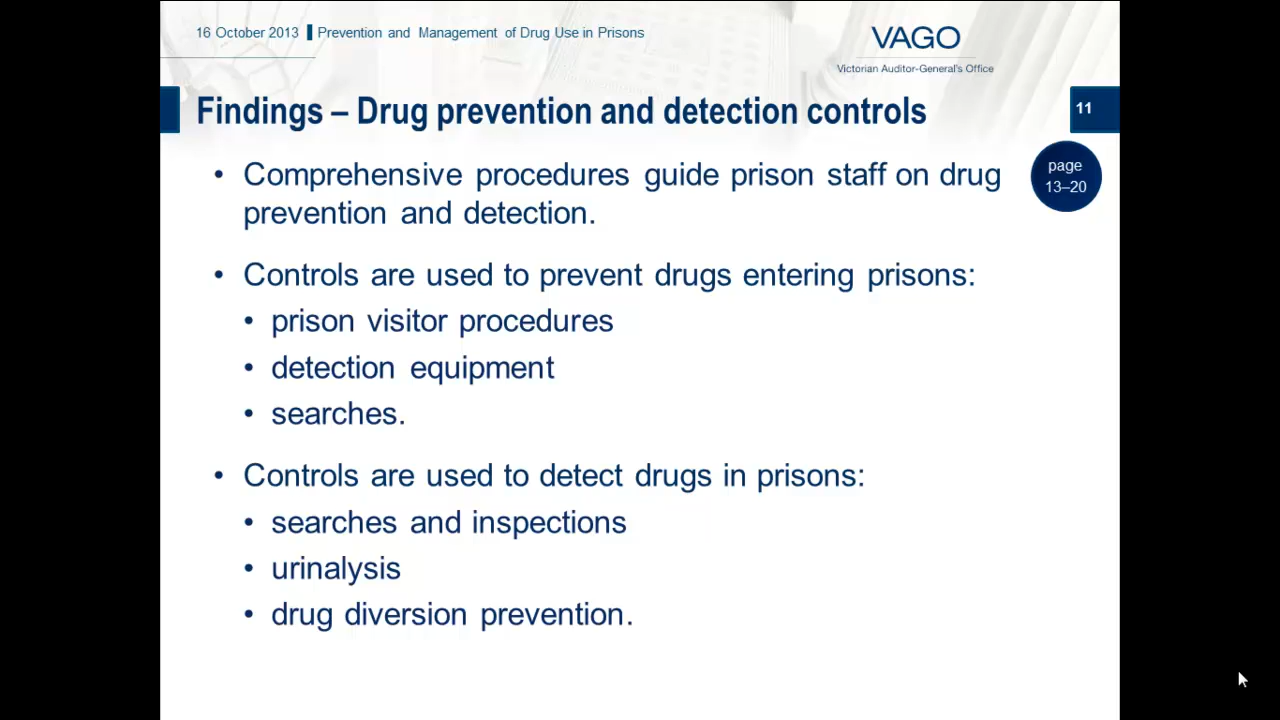 16 October 2013 Prevention and Management of Drug Use in Prisons
VAGO
Victorian Auditor-General's Office
Findings – Drug prevention and detection controls
11
page
13–20
• Comprehensive procedures guide prison staff on drug
prevention and detection.
• Controls are used to prevent drugs entering prisons:
• prison visitor procedures
• detection equipment
• searches.
• Controls are used to detect drugs in prisons:
• searches and inspections
• urinalysis
• drug diversion prevention.